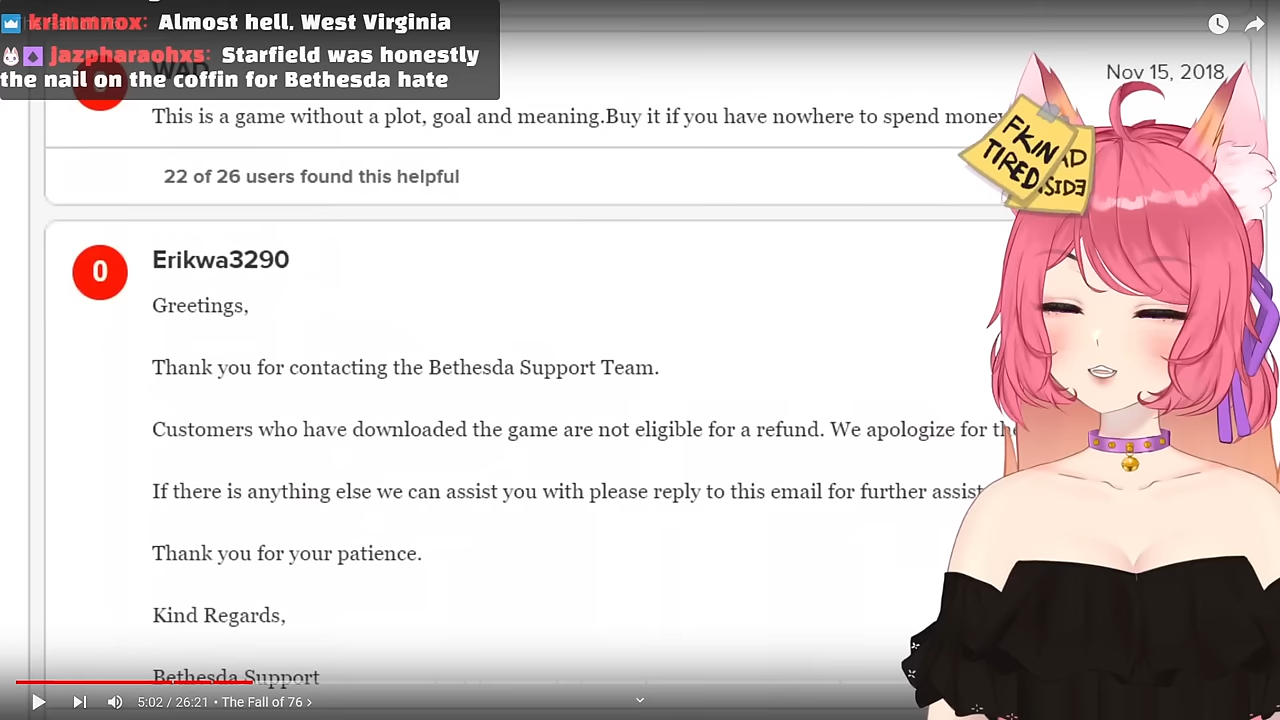 krimmnox: Almost hell, West Virginia
Jazpharaohxs: Starfield was honestly
the nail on the coffin for Bethesda hate
WAD
Nov 15, 2018
This is a game without a plot, goal and meaning.Buy it if you have nowhere to spend money
22 of 26 users found this helpful
FKIN
TIRED
AD
SIDE
0
Erikwa3290
Greetings,
Thank you for contacting the Bethesda Support Team.
Customers who have downloaded the game are not eligible for a refund. We apologize for the
If there is anything else we can assist you with please reply to this email for further assist
Thank you for your patience.
Kind Regards,
Bethesda Support
5:02 / 26:21 • The Fall of 76 >